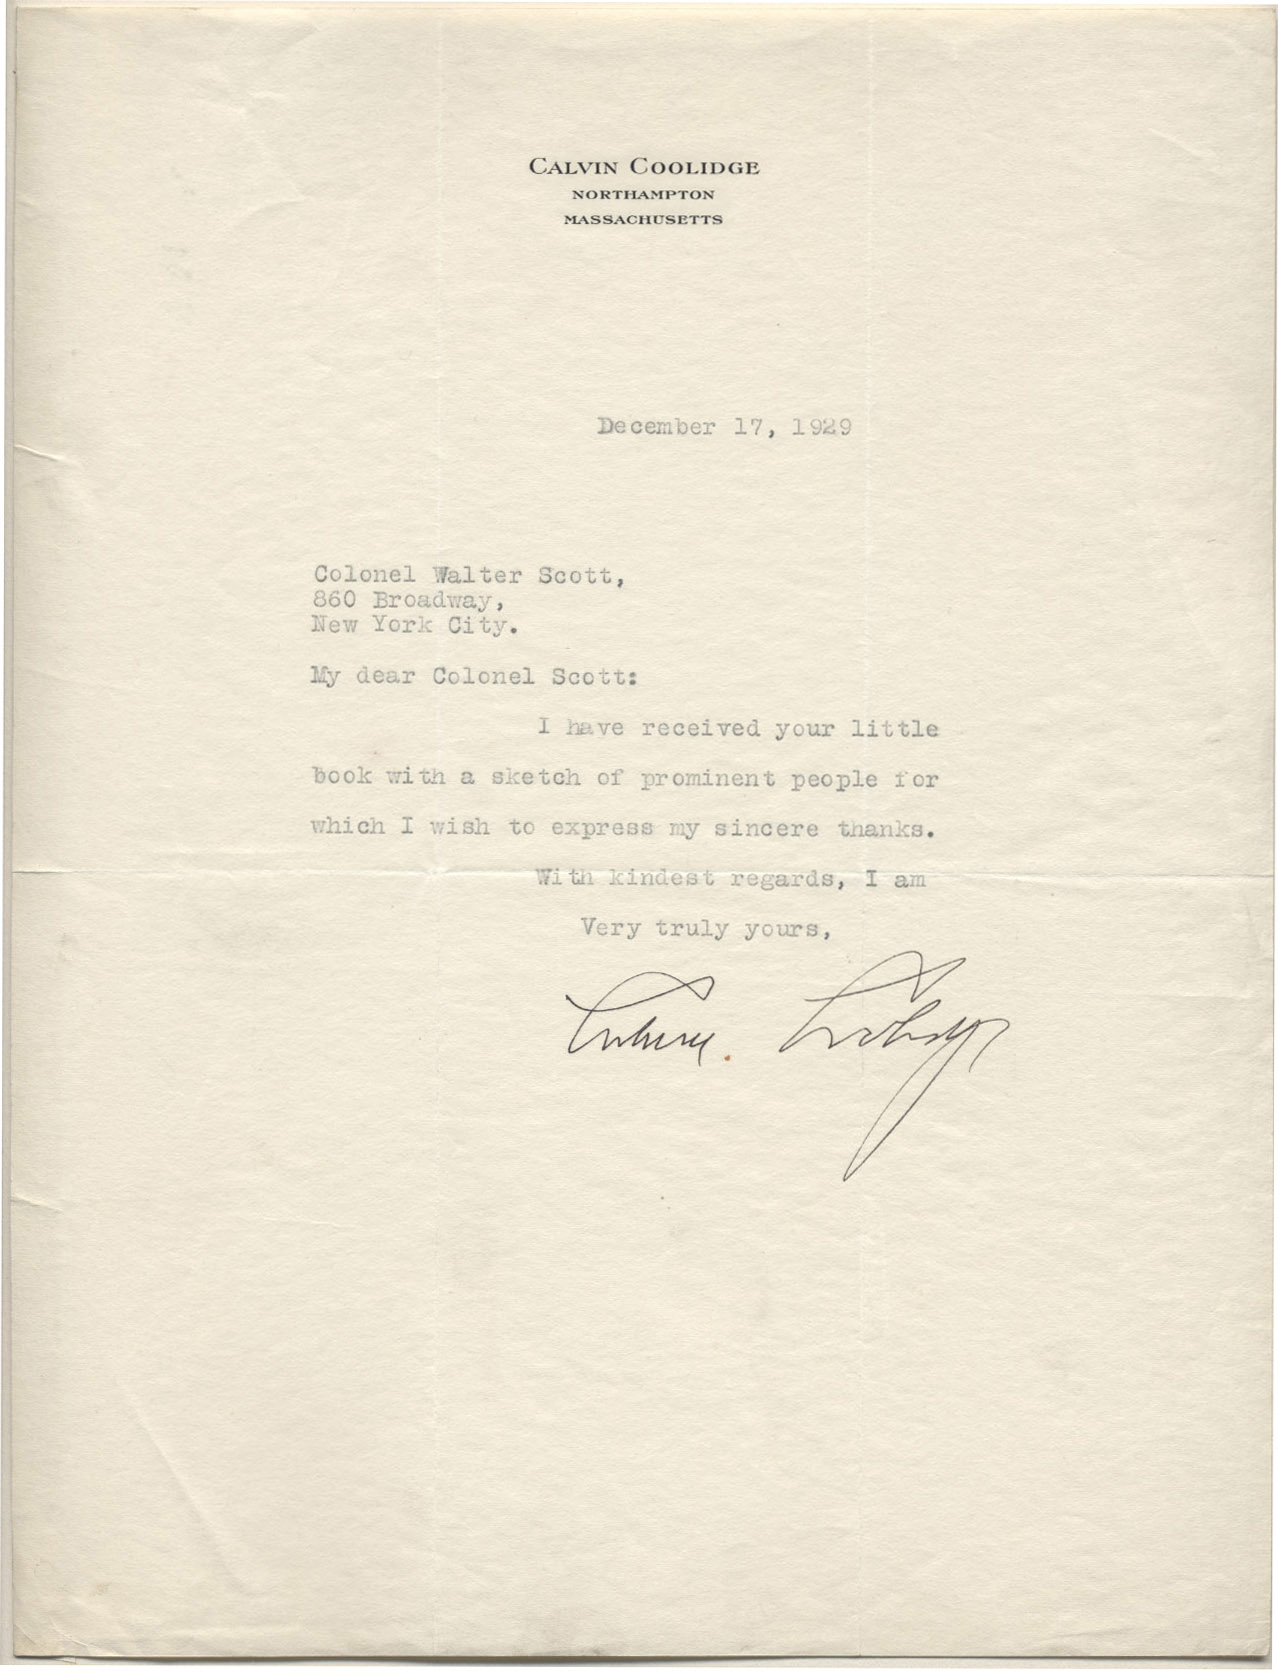 CALVIN COOLIDGE
NORTHAMPTON
MASSACHUSETTS
December 17, 1929
Colonel Walter Scott,
860 Broadway,
New York City.
My dear Colonel Scott:
I have received your little
book with a sketch of prominent people for
which I wish to express my sincere thanks.
With kindest regards, I am
Very truly yours,
Calvin Coolidge